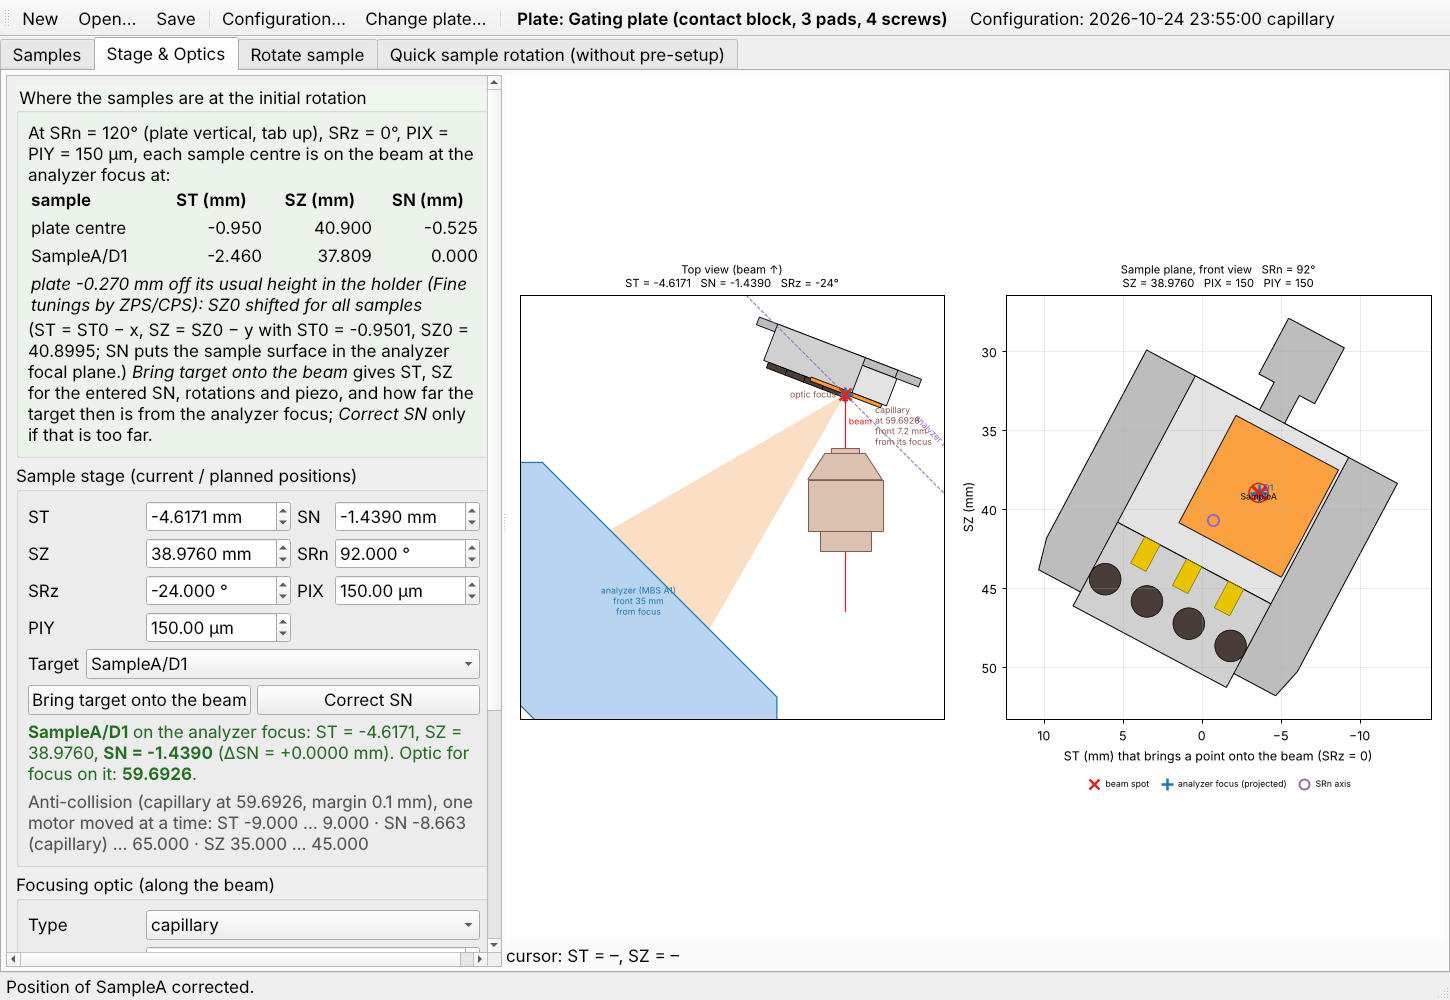 New Open... Save Configuration... Change plate... Plate: Gating plate (contact block, 3 pads, 4 screws) Configuration: 2026-10-24 23:55:00 capillary
Samples Stage & Optics Rotate sample Quick sample rotation (without pre-setup)
Where the samples are at the initial rotation
At SRn = 120° (plate vertical, tab up), SRz = 0°, PIX =
PIY = 150 µm, each sample centre is on the beam at the
analyzer focus at:
sample ST (mm) SZ (mm) SN (mm)
plate centre -0.950 40.900 -0.525
SampleA/D1 -2.460 37.809 0.000
plate -0.270 mm off its usual height in the holder (Fine
tunings by ZPS/CPS): SZ0 shifted for all samples
(ST = ST0 − x, SZ = SZ0 − y with ST0 = -0.9501, SZ0 =
40.8995; SN puts the sample surface in the analyzer
focal plane.) Bring target onto the beam gives ST, SZ
for the entered SN, rotations and piezo, and how far the
target then is from the analyzer focus; Correct SN only
if that is too far.
Sample stage (current / planned positions)
ST -4.6171 mm SN -1.4390 mm
SZ 38.9760 mm SRn 92.000 °
SRz -24.000 ° PIX 150.00 µm
PIY 150.00 µm
Target SampleA/D1
Bring target onto the beam Correct SN
SampleA/D1 on the analyzer focus: ST = -4.6171, SZ =
38.9760, SN = -1.4390 (ΔSN = +0.0000 mm). Optic for
focus on it: 59.6926.
Anti-collision (capillary at 59.6926, margin 0.1 mm), one
motor moved at a time: ST -9.000 ... 9.000 · SN -8.663
(capillary) ... 65.000 · SZ 35.000 ... 45.000
Focusing optic (along the beam)
Type capillary
Top view (beam ↑)
ST = -4.6171 SN = -1.4390 SRz = -24°
optic focus
beam
capillary
at 59.6926
front 7.2 mm
from its focus
analyzer
analyzer (MBS A1)
front 35 mm
from focus
Sample plane, front view SRn = 92°
SZ = 38.9760 PIX = 150 PIY = 150
D1
SampleA
30
35
40
45
50
SZ (mm)
10 5 0 −5 −10
ST (mm) that brings a point onto the beam (SRz = 0)
beam spot analyzer focus (projected) SRn axis
cursor: ST = –, SZ = –
Position of SampleA corrected.